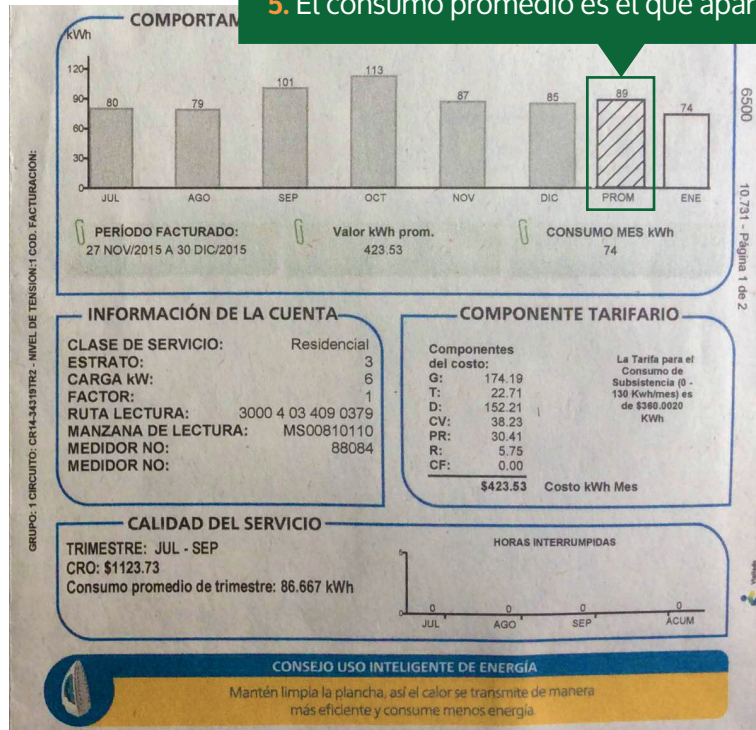 5. El consumo promedio es el que apar
COMPORTAM
kWh
120
90
60
30
0
80
79
101
113
87
85
89
74
JUL
AGO
SEP
OCT
NOV
DIC
PROM
ENE
PERÍODO FACTURADO:
27 NOV/2015 A 30 DIC/2015
Valor kWh prom.
423.53
CONSUMO MES kWh
74
6500
10.731 - Página 1 de 2
GRUPO: 1 CIRCUITO: CR14-34319TR2 - NIVEL DE TENSION:1 COD. FACTURACIÓN:
INFORMACIÓN DE LA CUENTA
CLASE DE SERVICIO: Residencial
ESTRATO: 3
CARGA kW: 6
FACTOR: 1
RUTA LECTURA: 3000 4 03 409 0379
MANZANA DE LECTURA: MS00810110
MEDIDOR NO: 88084
MEDIDOR NO:
COMPONENTE TARIFARIO
Componentes
del costo:
G: 174.19
T: 22.71
D: 152.21
CV: 38.23
PR: 30.41
R: 5.75
CF: 0.00
$423.53 Costo kWh Mes
La Tarifa para el
Consumo de
Subsistencia (0 -
130 Kwh/mes) es
de $360.0020
KWh
CALIDAD DEL SERVICIO
TRIMESTRE: JUL - SEP
CRO: $1123.73
Consumo promedio de trimestre: 86.667 kWh
HORAS INTERRUMPIDAS
5
0
0
0
0
0
JUL
AGO
SEP
ACUM
CONSEJO USO INTELIGENTE DE ENERGÍA
Mantén limpia la plancha, así el calor se transmite de manera
más eficiente y consume menos energía.